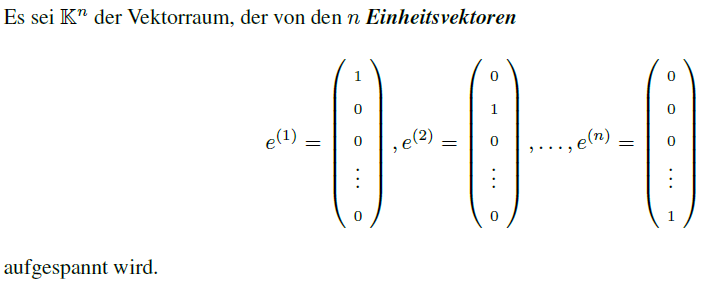 Es sei 𝕂ⁿ der Vektorraum, der von den n Einheitsvektoren
e⁽¹⁾ = ( 1 0 0 ⋮ 0 ) , e⁽²⁾ = ( 0 1 0 ⋮ 0 ) , . . . , e⁽ⁿ⁾ = ( 0 0 0 ⋮ 1 )
aufgespannt wird.